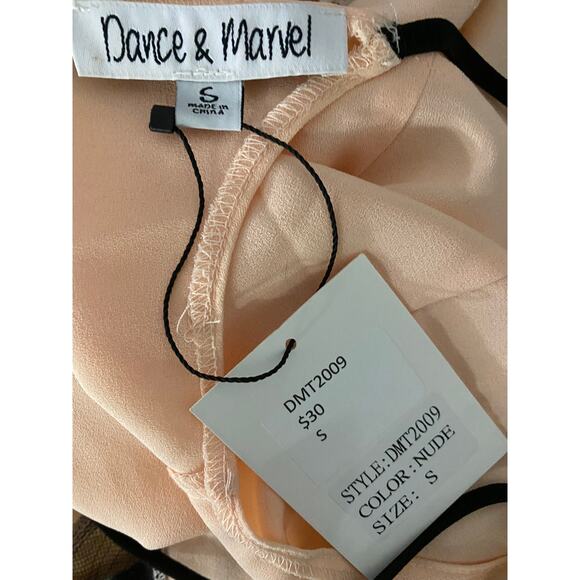 Dance & Marvel
S
MADE IN
CHINA
DMT2009
$30
S
STYLE:DMT2009
COLOR:NUDE
SIZE: S